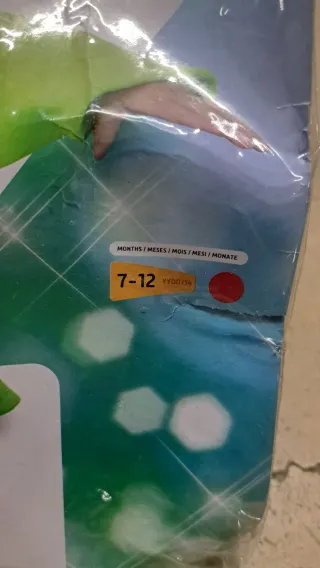 MONTHS / MESES / MOIS / MESI / MONATE
7-12